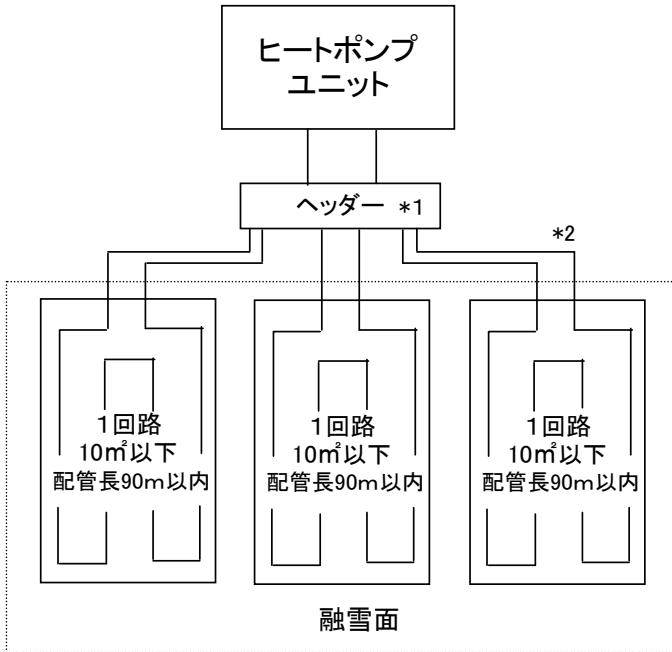 ヒートポンプ
ユニット
ヘッダー *1
*2
1回路
10㎡以下
配管長90m以内
1回路
10㎡以下
配管長90m以内
1回路
10㎡以下
配管長90m以内
融雪面